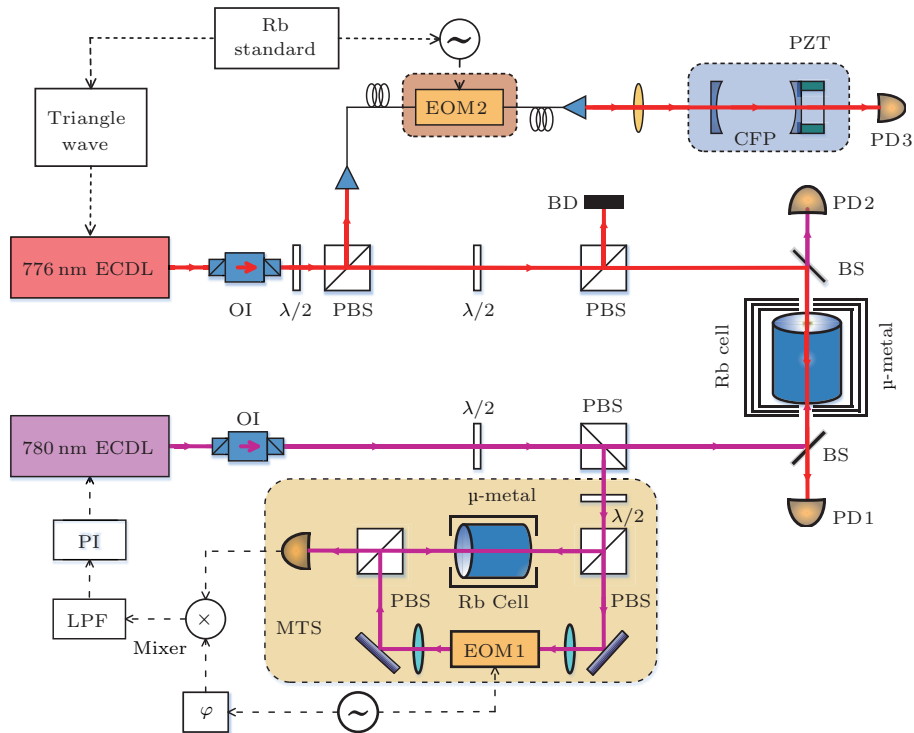 Rb
standard
~
PZT
EOM2
Triangle
wave
CFP
PD3
BD
PD2
776 nm ECDL
OI
λ/2
PBS
λ/2
PBS
BS
Rb cell
μ-metal
780 nm ECDL
OI
λ/2
PBS
BS
μ-metal
λ/2
PD1
PI
Rb Cell
PBS
PBS
LPF
×
Mixer
MTS
EOM1
φ
~